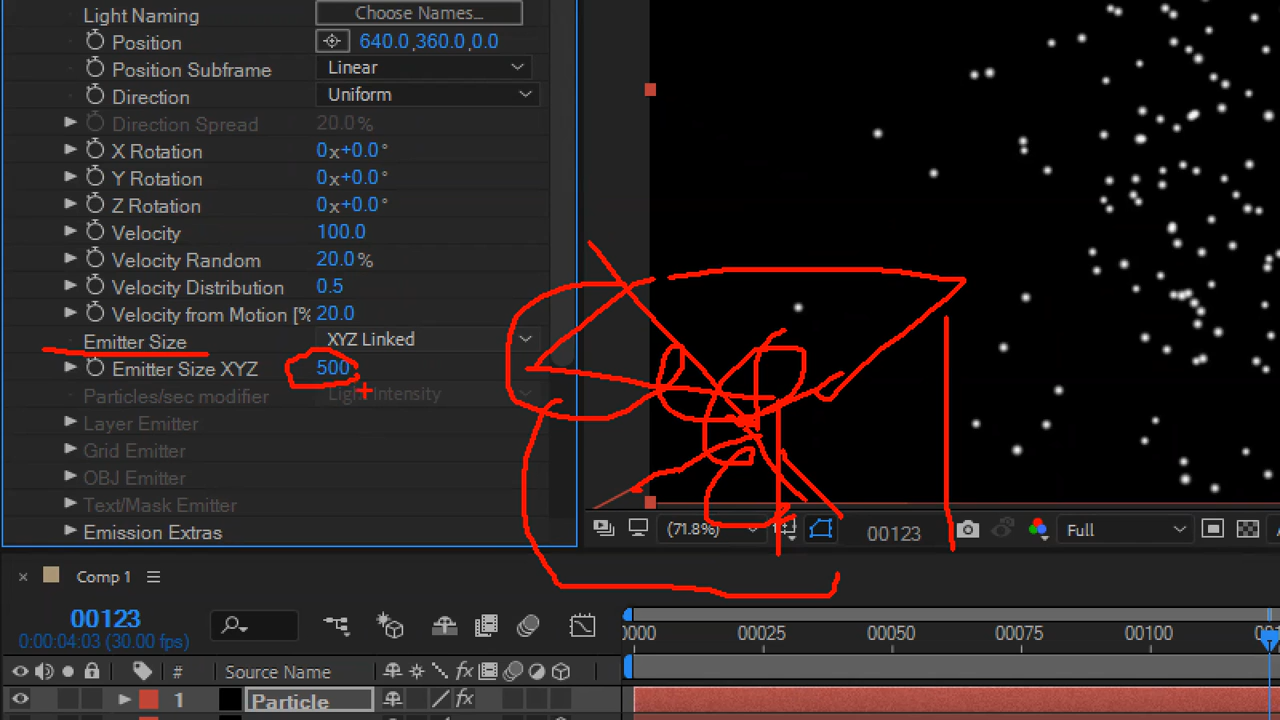 Light Naming Choose Names...
Position 640.0,360.0,0.0
Position Subframe Linear
Direction Uniform
Direction Spread 20.0 %
X Rotation 0x+0.0°
Y Rotation 0x+0.0°
Z Rotation 0x+0.0°
Velocity 100.0
Velocity Random 20.0 %
Velocity Distribution 0.5
Velocity from Motion [% 20.0
Emitter Size XYZ Linked
Emitter Size XYZ 500
Particles/sec modifier Light Intensity
Layer Emitter
Grid Emitter
OBJ Emitter
Text/Mask Emitter
Emission Extras
(71.8%) 00123 Full
× Comp 1
00123
0:00:04:03 (30.00 fps)
0000 00025 00050 00075 00100
# Source Name fx
1 Particle fx